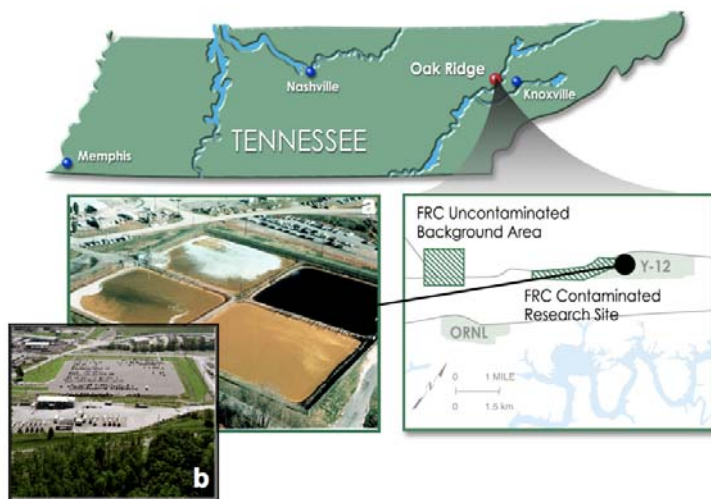 Nashville
Oak Ridge
Knoxville
TENNESSEE
Memphis
a
FRC Uncontaminated
Background Area
Y-12
FRC Contaminated
Research Site
ORNL
0 1 MILE
0 1.5 km
b